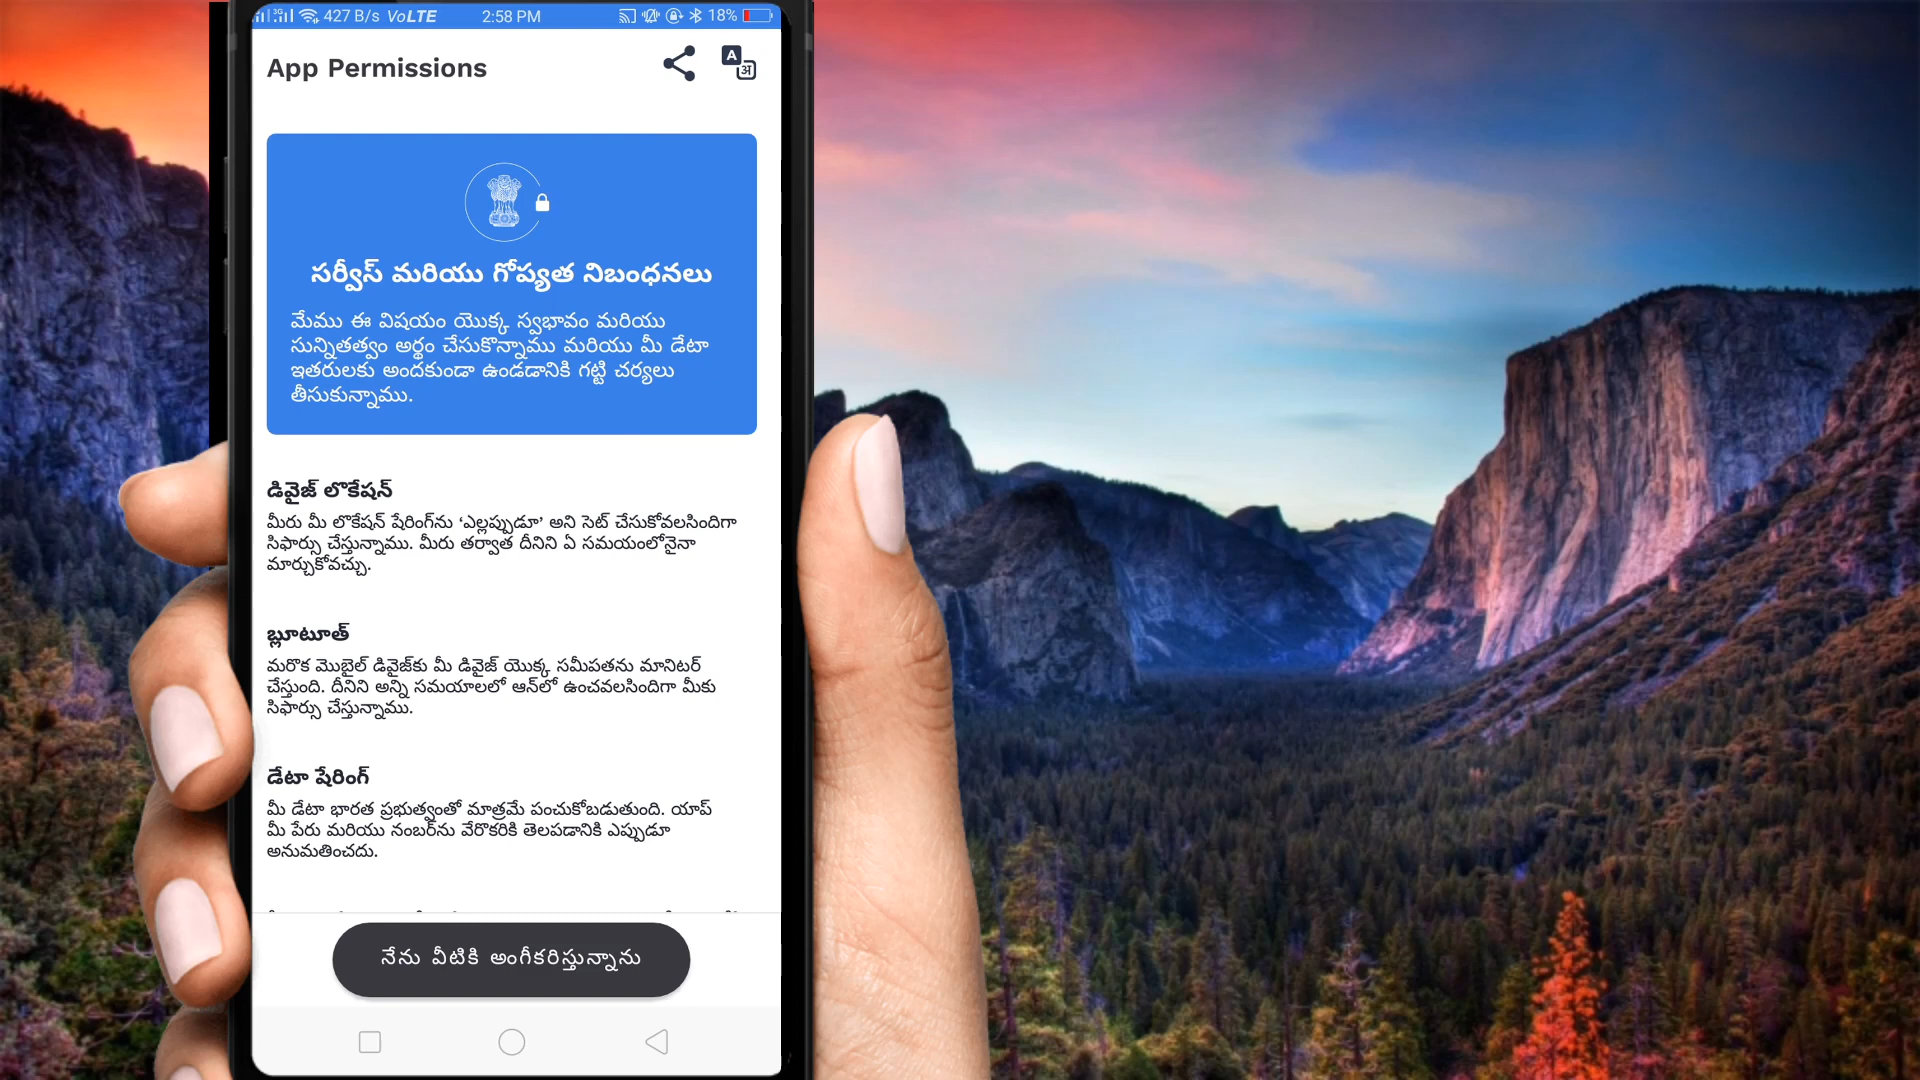 3G 427 B/s VoLTE 2:58 PM 18%
App Permissions
A अ
సర్వీస్ మరియు గోప్యత నిబంధనలు
మేము ఈ విషయం యొక్క స్వభావం మరియు
సున్నితత్వం అర్థం చేసుకొన్నాము మరియు మీ డేటా
ఇతరులకు అందకుండా ఉండడానికి గట్టి చర్యలు
తీసుకున్నాము.
డివైజ్ లొకేషన్
మీరు మీ లొకేషన్ షేరింగ్‌ను ‘ఎల్లప్పుడూ’ అని సెట్ చేసుకోవలసిందిగా
సిఫార్సు చేస్తున్నాము. మీరు తర్వాత దీనిని ఏ సమయంలోనైనా
మార్చుకోవచ్చు.
బ్లూటూత్
మరొక మొబైల్ డివైజ్‌కు మీ డివైజ్ యొక్క సమీపతను మానిటర్
చేస్తుంది. దీనిని అన్ని సమయాలలో ఆన్‌లో ఉంచవలసిందిగా మీకు
సిఫార్సు చేస్తున్నాము.
డేటా షేరింగ్
మీ డేటా భారత ప్రభుత్వంతో మాత్రమే పంచుకోబడుతుంది. యాప్
మీ పేరు మరియు నంబర్‌ను వేరొకరికి తెలపడానికి ఎప్పుడూ
అనుమతించదు.
నేను వీటికి అంగీకరిస్తున్నాను